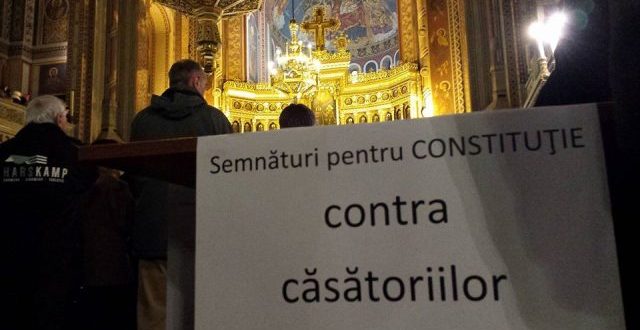 Semnături pentru CONSTITUŢIE
contra
căsătoriilor
HARSKAMP